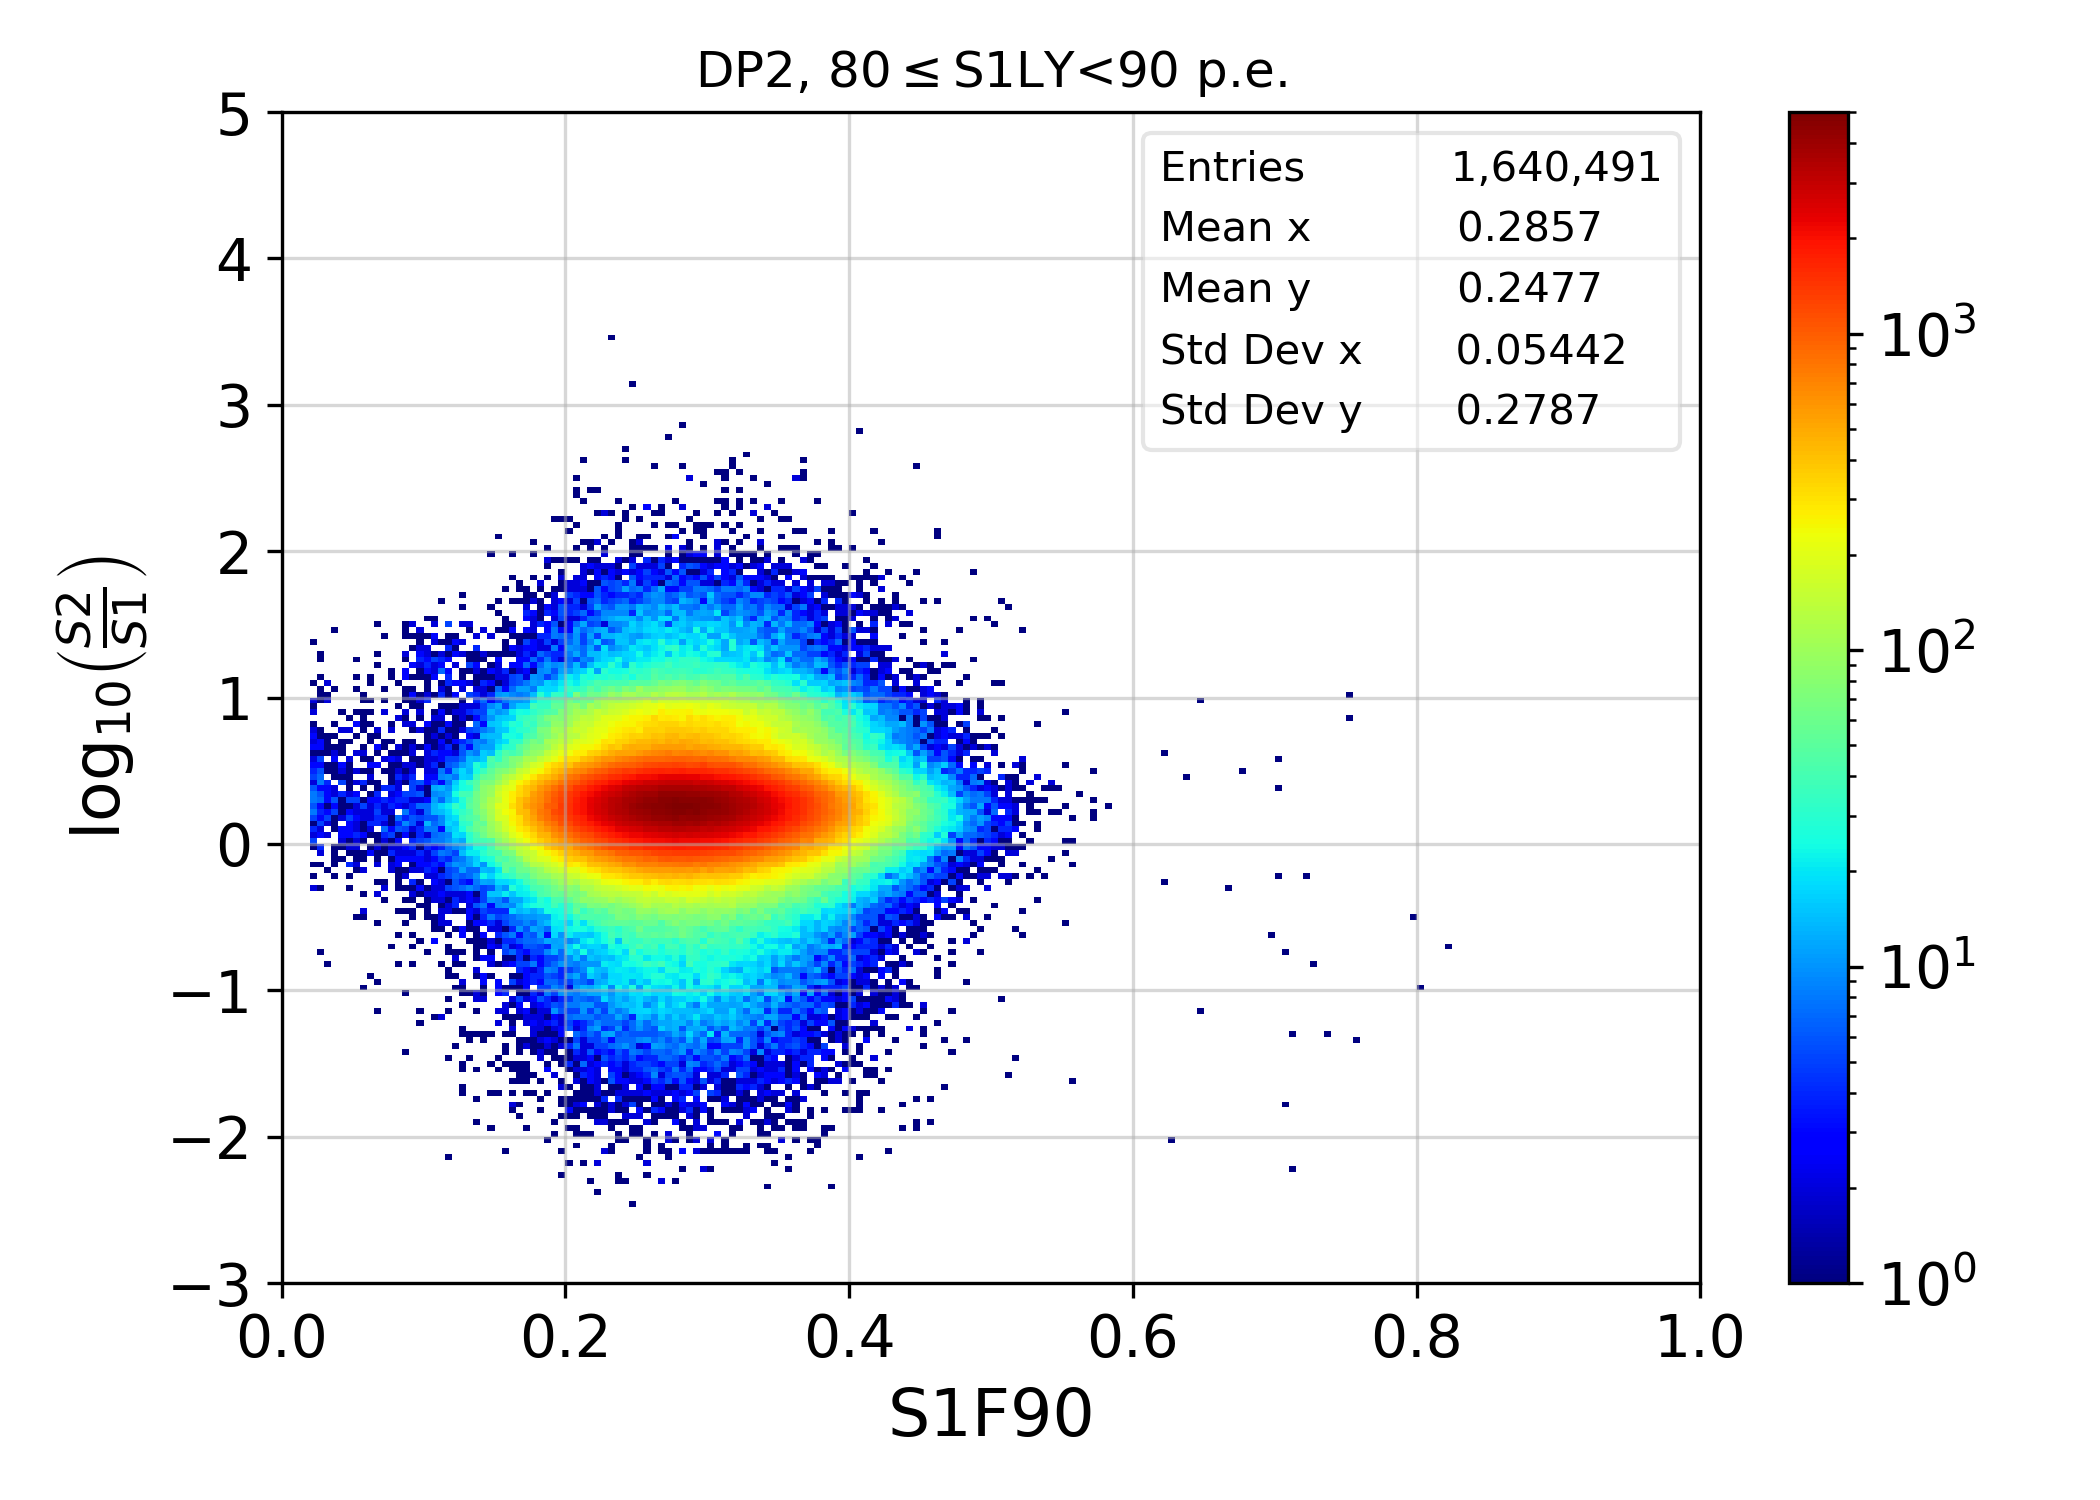 DP2, 80 ≤ S1LY<90 p.e.
Entries 1,640,491
Mean x 0.2857
Mean y 0.2477
Std Dev x 0.05442
Std Dev y 0.2787
5
4
3
2
1
0
−1
−2
−3
log10(S2/S1)
0.0 0.2 0.4 0.6 0.8 1.0
S1F90
10^3
10^2
10^1
10^0